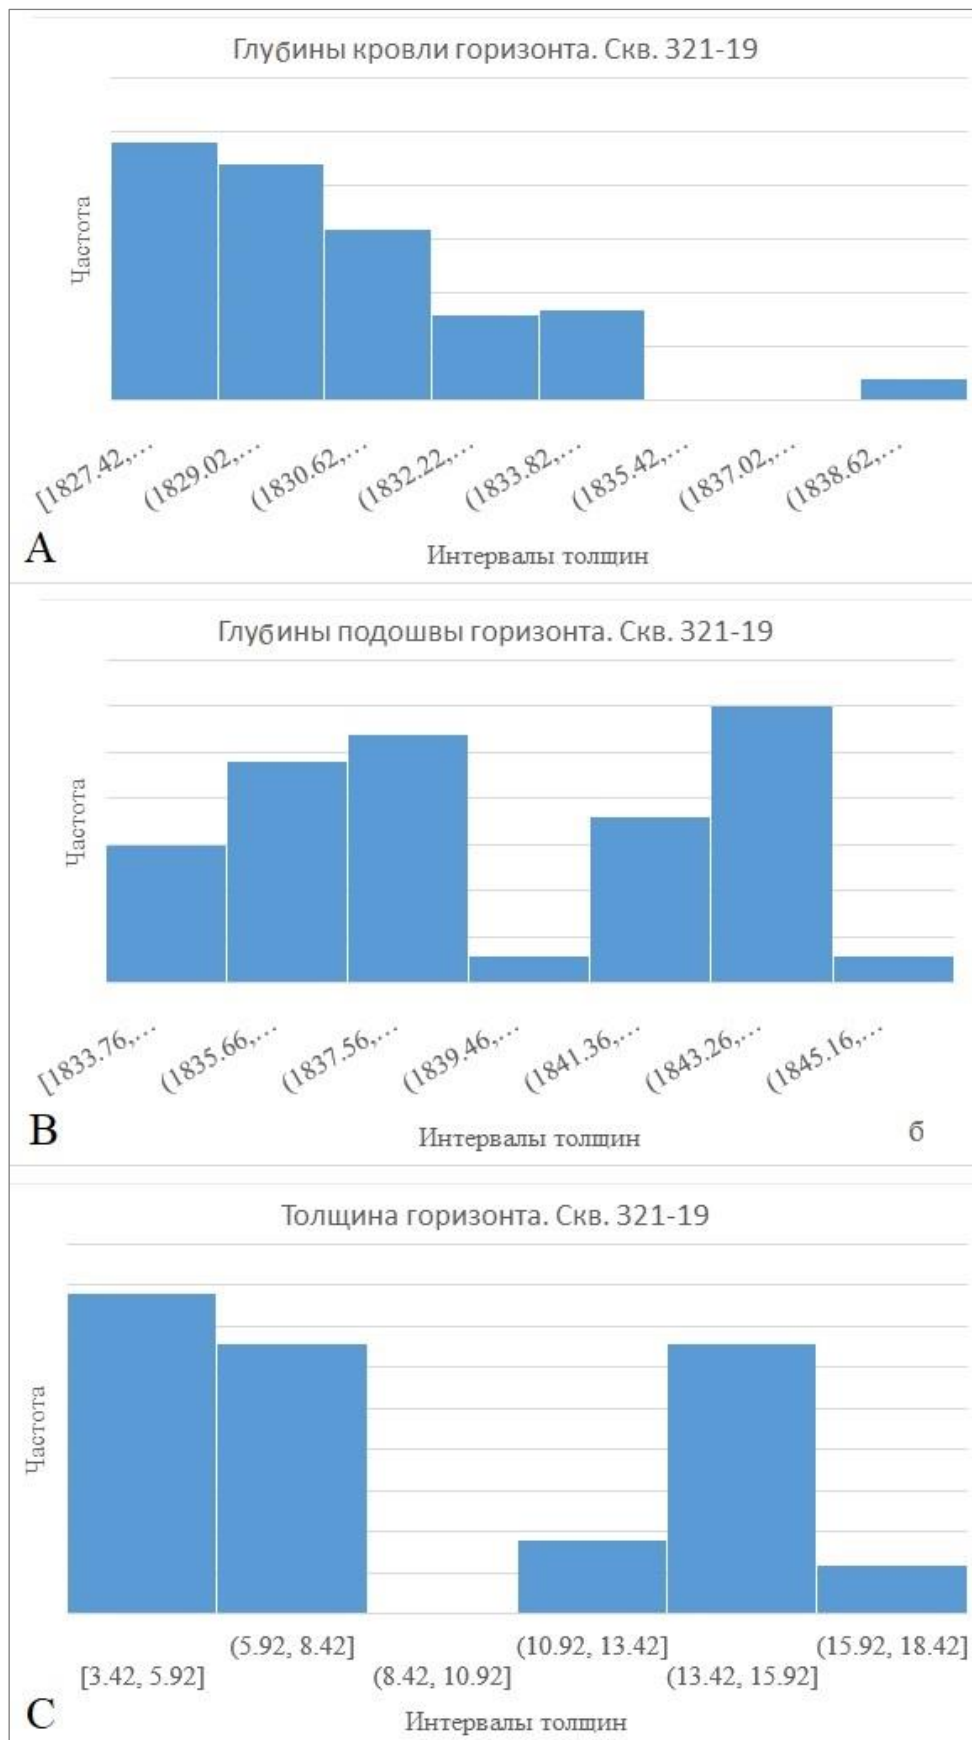 Глубины кровли горизонта. Скв. 321-19
Частота
[1827.42,...
(1829.02,...
(1830.62,...
(1832.22,...
(1833.82,...
(1835.42,...
(1837.02,...
(1838.62,...
A
Интервалы толщин
Глубины подошвы горизонта. Скв. 321-19
Частота
[1833.76,...
(1835.66,...
(1837.56,...
(1839.46,...
(1841.36,...
(1843.26,...
(1845.16,...
B
Интервалы толщин
б
Толщина горизонта. Скв. 321-19
Частота
(5.92, 8.42] (10.92, 13.42] (15.92, 18.42]
[3.42, 5.92] (8.42, 10.92] (13.42, 15.92]
C
Интервалы толщин